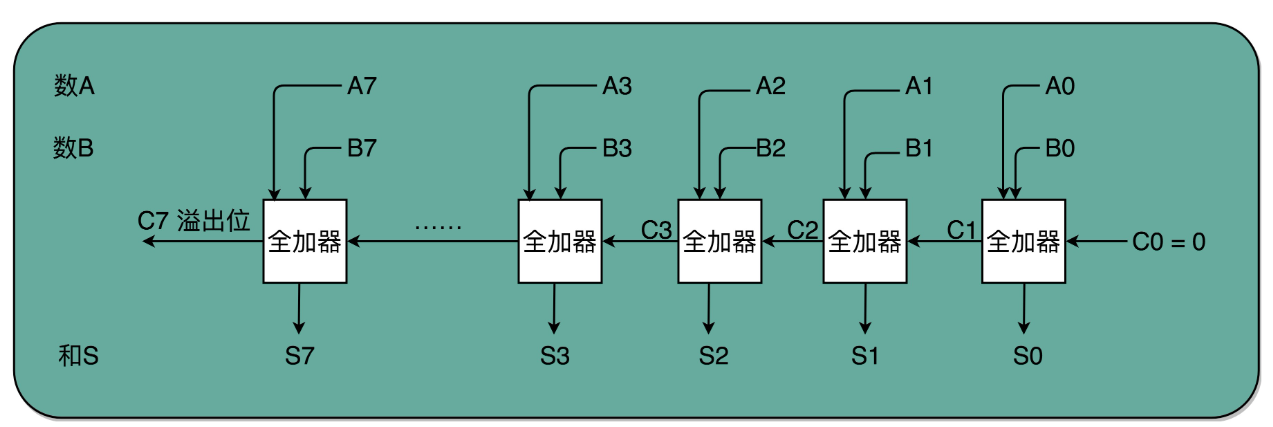 数A A7 A3 A2 A1 A0
数B B7 B3 B2 B1 B0
C7 溢出位 …… C3 C2 C1
全加器 全加器 全加器 全加器 全加器 C0 = 0
和S S7 S3 S2 S1 S0